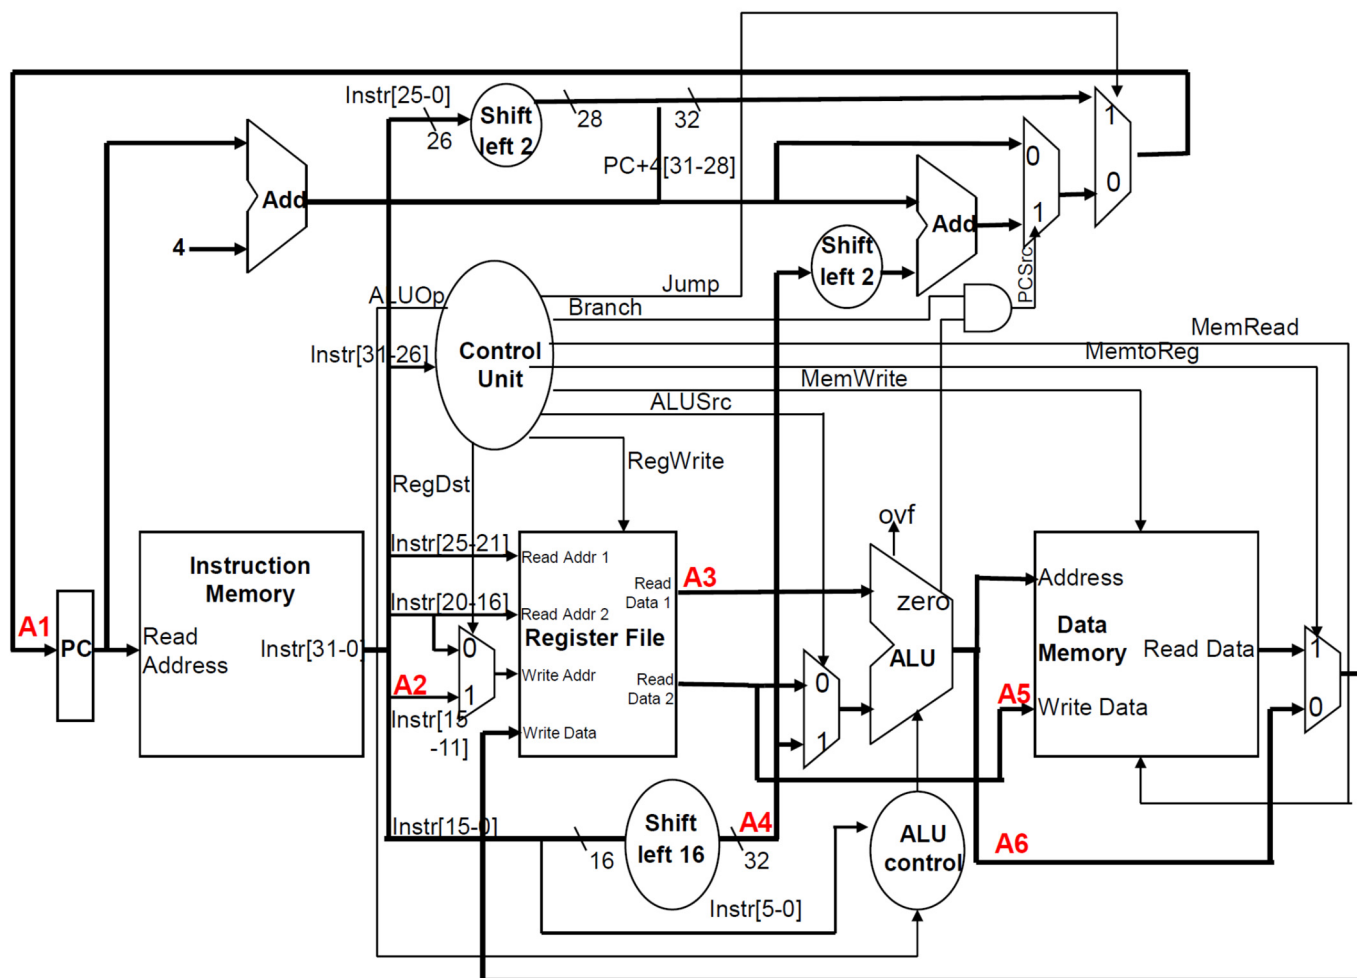 Instr[25-0]
26
Shift
left 2
28
32
PC+4[31-28]
1
0
Add
4
0
1
Add
Shift
left 2
PCSrc
ALUOp
Jump
Branch
Instr[31-26]
Control
Unit
MemRead
MemtoReg
MemWrite
ALUSrc
RegWrite
RegDst
ovf
Instruction
Memory
Instr[25-21]
Read Addr 1
Read
Data 1
A3
zero
Address
Instr[20-16]
Read Addr 2
A1
PC
Read
Address
Instr[31-0]
0
1
Register File
ALU
Data
Memory
Read Data
1
0
A2
Instr[15
-11]
Write Addr
Read
Data 2
0
1
A5
Write Data
Write Data
Instr[15-0]
16
Shift
left 16
A4
32
ALU
control
A6
Instr[5-0]